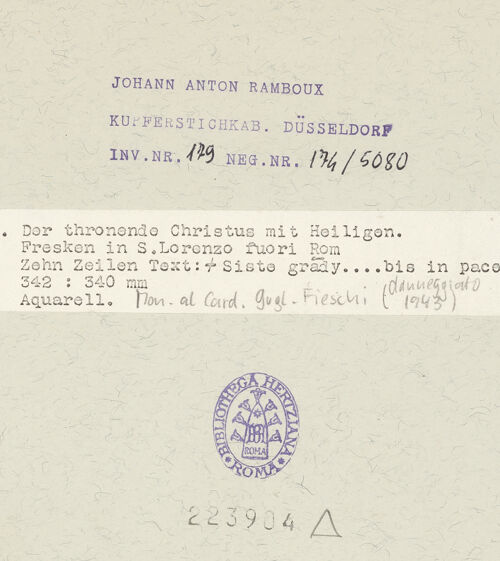 JOHANN ANTON RAMBOUX
KUPFERSTICHKAB. DÜSSELDORF
INV.NR. 179 NEG.NR. 174/5080
. Der thronende Christus mit Heiligen.
Fresken in S.Lorenzo fuori Rom
Zehn Zeilen Text:+ Siste grady....bis in pace
342 : 340 mm
Aquarell. Mon. al Card. Gugl. Fieschi (danneggiato
1943)
BIBLIOTHECA HERTZIANA
ROMA
ROMA
223904